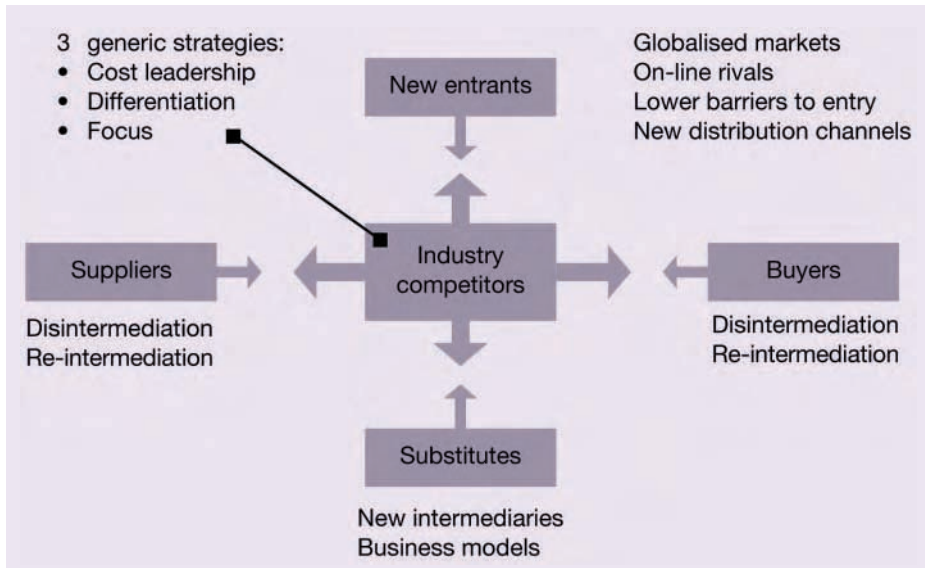 3 generic strategies:
• Cost leadership
• Differentiation
• Focus
New entrants
Globalised markets
On-line rivals
Lower barriers to entry
New distribution channels
Suppliers
Disintermediation
Re-intermediation
Industry
competitors
Buyers
Disintermediation
Re-intermediation
Substitutes
New intermediaries
Business models